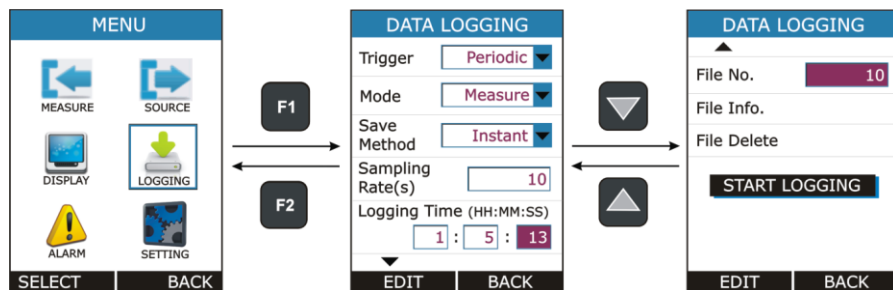 MENU
MEASURE
SOURCE
DISPLAY
LOGGING
ALARM
SETTING
SELECT BACK
F1
F2
DATA LOGGING
Trigger Periodic
Mode Measure
Save
Method Instant
Sampling
Rate(s) 10
Logging Time (HH:MM:SS)
1 : 5 : 13
EDIT BACK
DATA LOGGING
File No. 10
File Info.
File Delete
START LOGGING
EDIT BACK